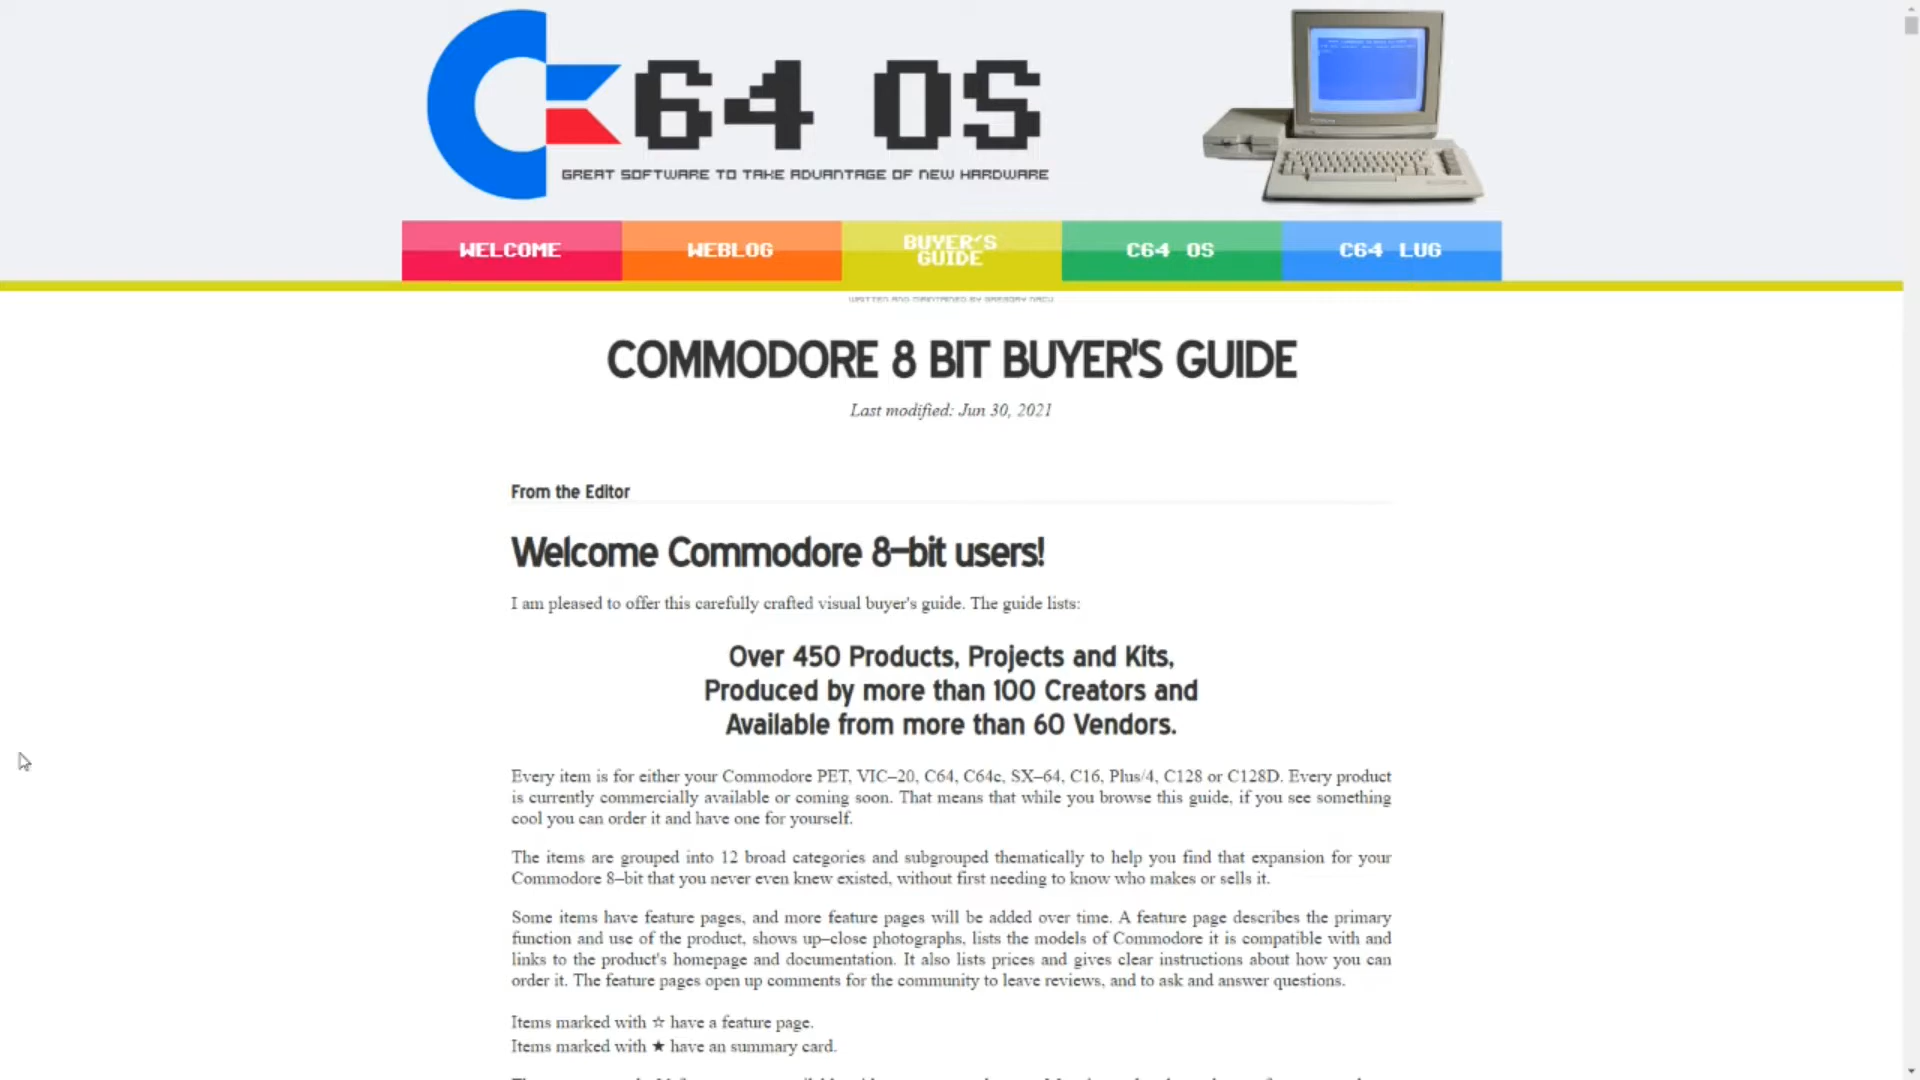 64 OS
GREAT SOFTWARE TO TAKE ADVANTAGE OF NEW HARDWARE
WELCOME
WEBLOG
BUYER'S
GUIDE
C64 OS
C64 LUG
WRITTEN AND MAINTAINED BY GREGORY NACU
COMMODORE 8 BIT BUYER'S GUIDE
Last modified: Jun 30, 2021
From the Editor
Welcome Commodore 8–bit users!
I am pleased to offer this carefully crafted visual buyer's guide. The guide lists:
Over 450 Products, Projects and Kits,
Produced by more than 100 Creators and
Available from more than 60 Vendors.
Every item is for either your Commodore PET, VIC–20, C64, C64c, SX–64, C16, Plus/4, C128 or C128D. Every product
is currently commercially available or coming soon. That means that while you browse this guide, if you see something
cool you can order it and have one for yourself.
The items are grouped into 12 broad categories and subgrouped thematically to help you find that expansion for your
Commodore 8–bit that you never even knew existed, without first needing to know who makes or sells it.
Some items have feature pages, and more feature pages will be added over time. A feature page describes the primary
function and use of the product, shows up–close photographs, lists the models of Commodore it is compatible with and
links to the product's homepage and documentation. It also lists prices and gives clear instructions about how you can
order it. The feature pages open up comments for the community to leave reviews, and to ask and answer questions.
Items marked with ☆ have a feature page.
Items marked with ★ have an summary card.